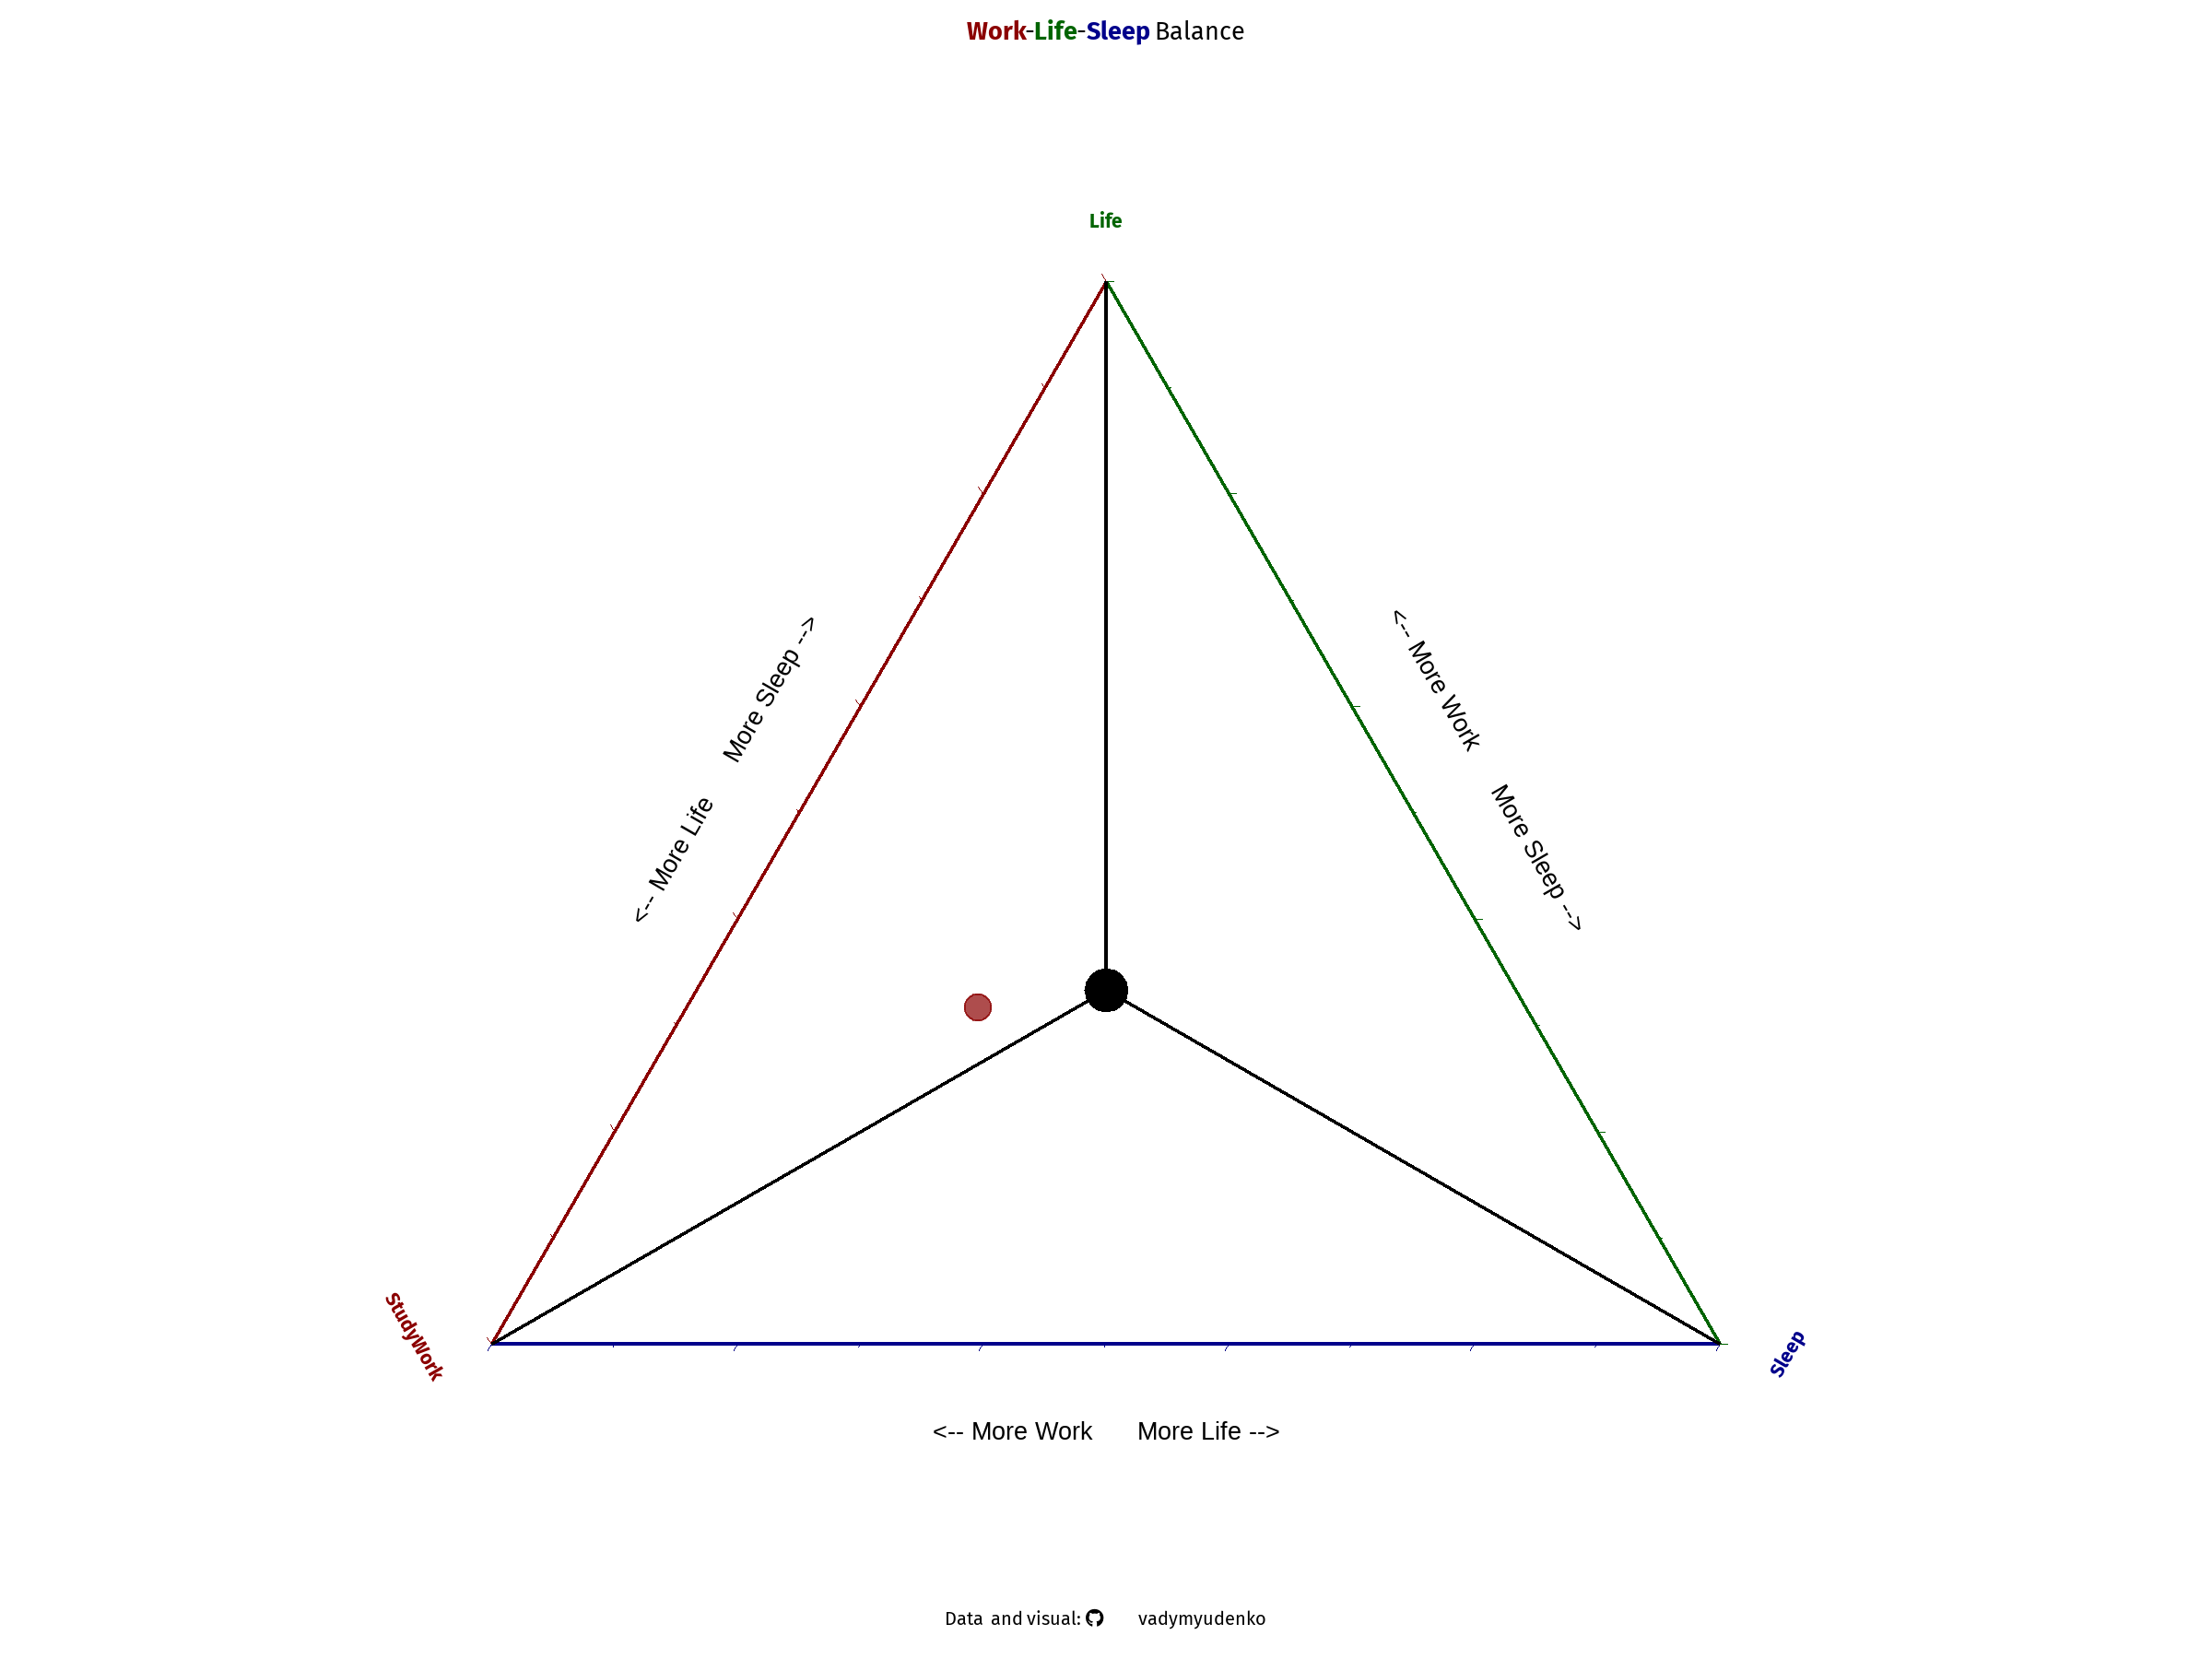 Work-Life-Sleep Balance
Life
<-- More Life   More Sleep -->
<-- More Work   More Sleep -->
StudyWork
Sleep
<-- More Work   More Life -->
Data and visual: vadymyudenko